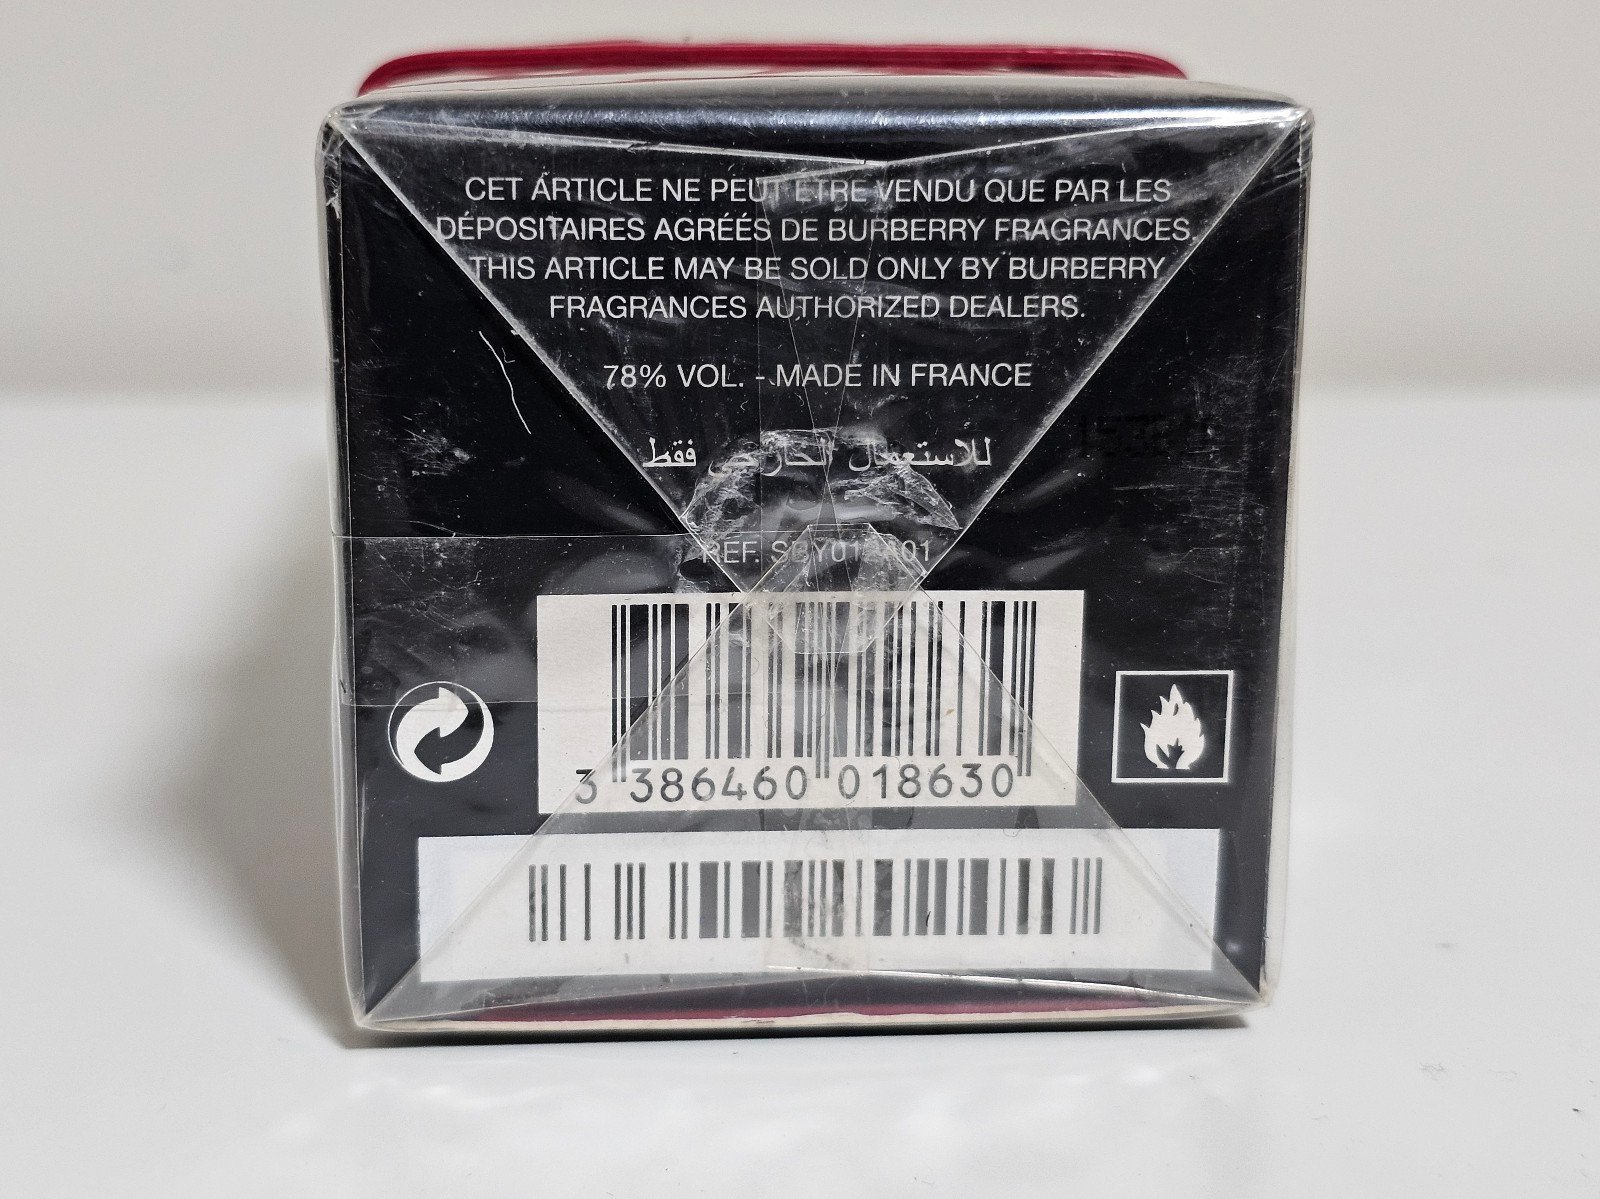 CET ARTICLE NE PEUT ÊTRE VENDU QUE PAR LES
DÉPOSITAIRES AGRÉÉS DE BURBERRY FRAGRANCES.
THIS ARTICLE MAY BE SOLD ONLY BY BURBERRY
FRAGRANCES AUTHORIZED DEALERS.
78% VOL. - MADE IN FRANCE
للاستعمال الخارجي فقط
REF.
3 386460 018630